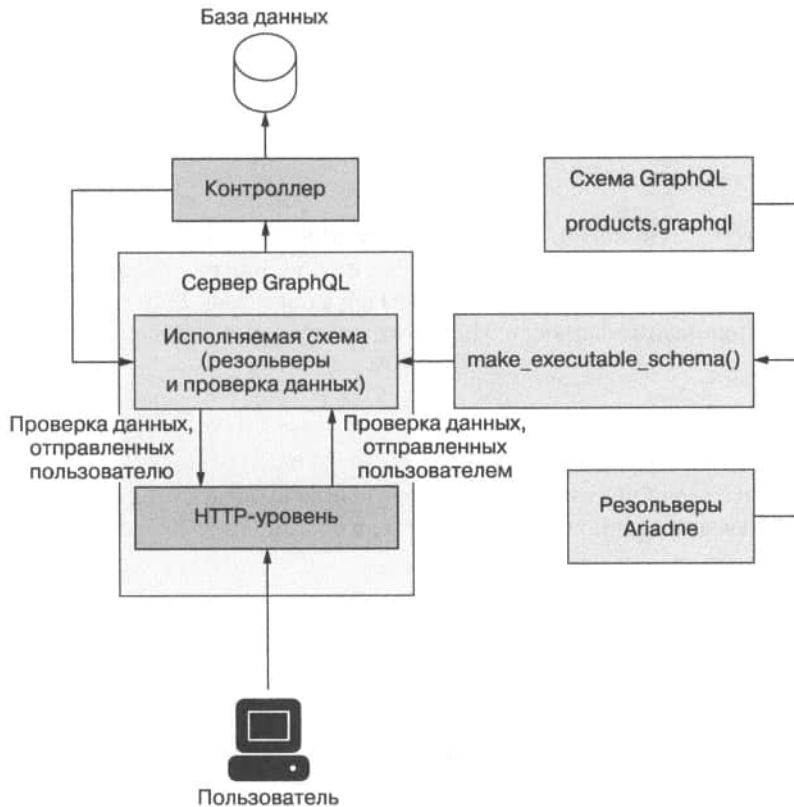 База данных
Контроллер
Схема GraphQL
products.graphql
Сервер GraphQL
Исполняемая схема
(резольверы
и проверка данных)
make_executable_schema()
Проверка данных,
отправленных
пользователю
Проверка данных,
отправленных
пользователем
HTTP-уровень
Резольверы
Ariadne
Пользователь